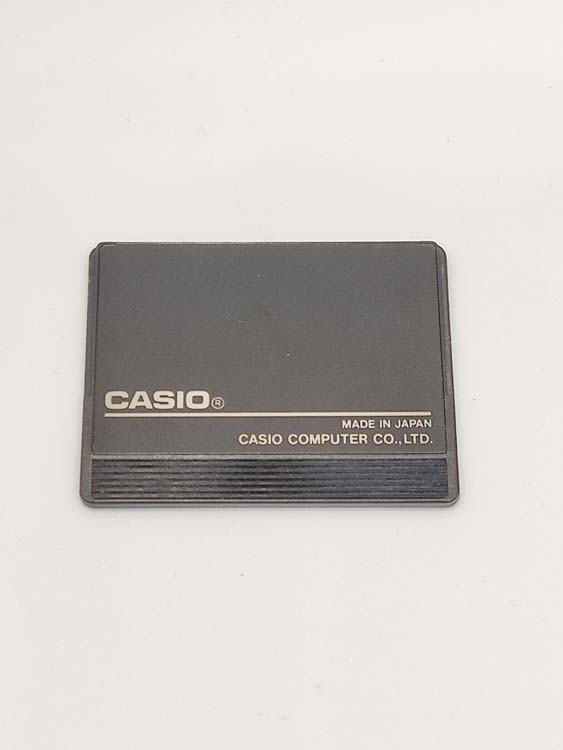 CASIO®
MADE IN JAPAN
CASIO COMPUTER CO.,LTD.